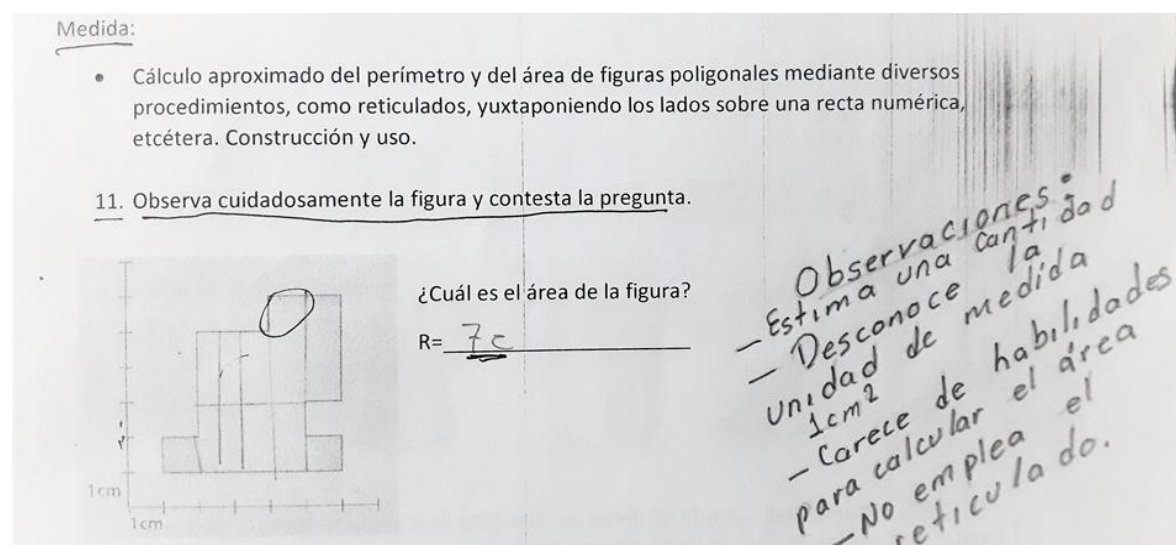 Medida:
• Cálculo aproximado del perímetro y del área de figuras poligonales mediante diversos
procedimientos, como reticulados, yuxtaponiendo los lados sobre una recta numérica,
etcétera. Construcción y uso.
11. Observa cuidadosamente la figura y contesta la pregunta.
¿Cuál es el área de la figura?
R= 7c
1cm
1cm
Observaciones:
- Estima una cantidad
- Desconoce la
unidad de medida
1cm²
- Carece de habilidades
para calcular el área
- No emplea el
reticulado.